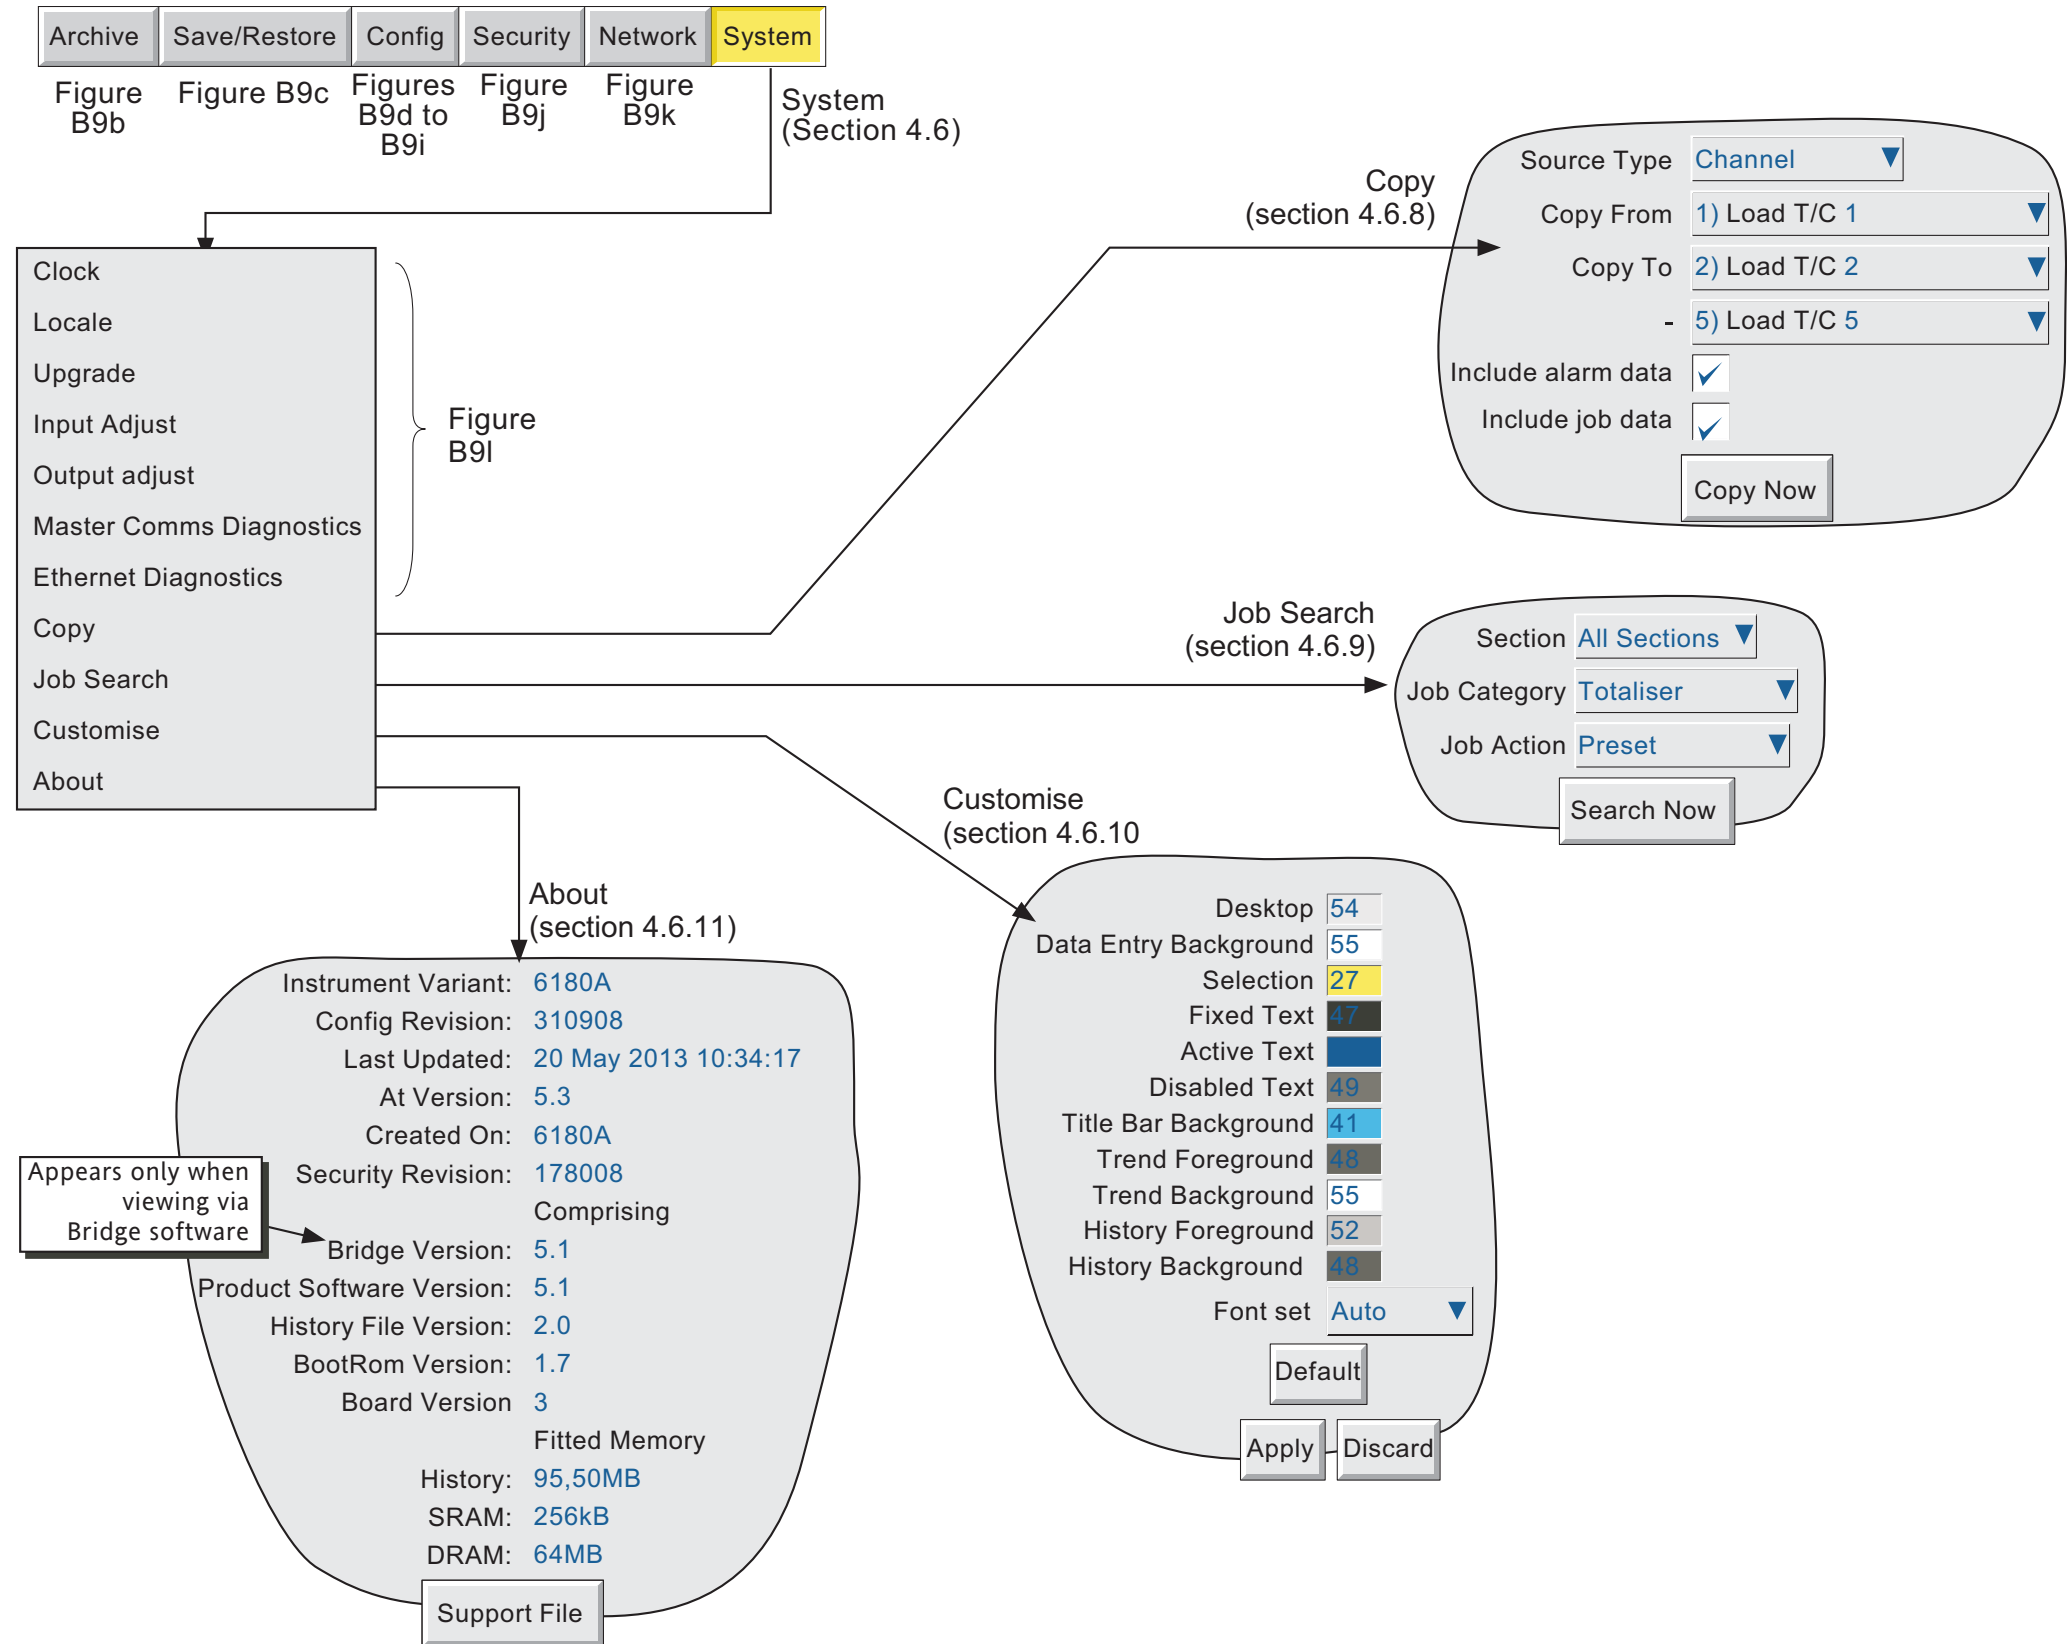 Archive
Save/Restore
Config
Security
Network
System
Figure
B9b
Figure B9c
Figures
B9d to
B9i
Figure
B9j
Figure
B9k
System
(Section 4.6)
Clock
Locale
Upgrade
Input Adjust
Output adjust
Master Comms Diagnostics
Ethernet Diagnostics
Copy
Job Search
Customise
About
Figure
B9l
Copy
(section 4.6.8)
Source Type Channel
Copy From 1) Load T/C 1
Copy To 2) Load T/C 2
- 5) Load T/C 5
Include alarm data
Include job data
Copy Now
Job Search
(section 4.6.9)
Section All Sections
Job Category Totaliser
Job Action Preset
Search Now
Customise
(section 4.6.10
Desktop 54
Data Entry Background 55
Selection 27
Fixed Text 47
Active Text
Disabled Text 49
Title Bar Background 41
Trend Foreground 48
Trend Background 55
History Foreground 52
History Background 48
Font set Auto
Default
Apply
Discard
About
(section 4.6.11)
Instrument Variant: 6180A
Config Revision: 310908
Last Updated: 20 May 2013 10:34:17
At Version: 5.3
Created On: 6180A
Security Revision: 178008
Comprising
Bridge Version: 5.1
Product Software Version: 5.1
History File Version: 2.0
BootRom Version: 1.7
Board Version 3
Fitted Memory
History: 95,50MB
SRAM: 256kB
DRAM: 64MB
Support File
Appears only when
viewing via
Bridge software